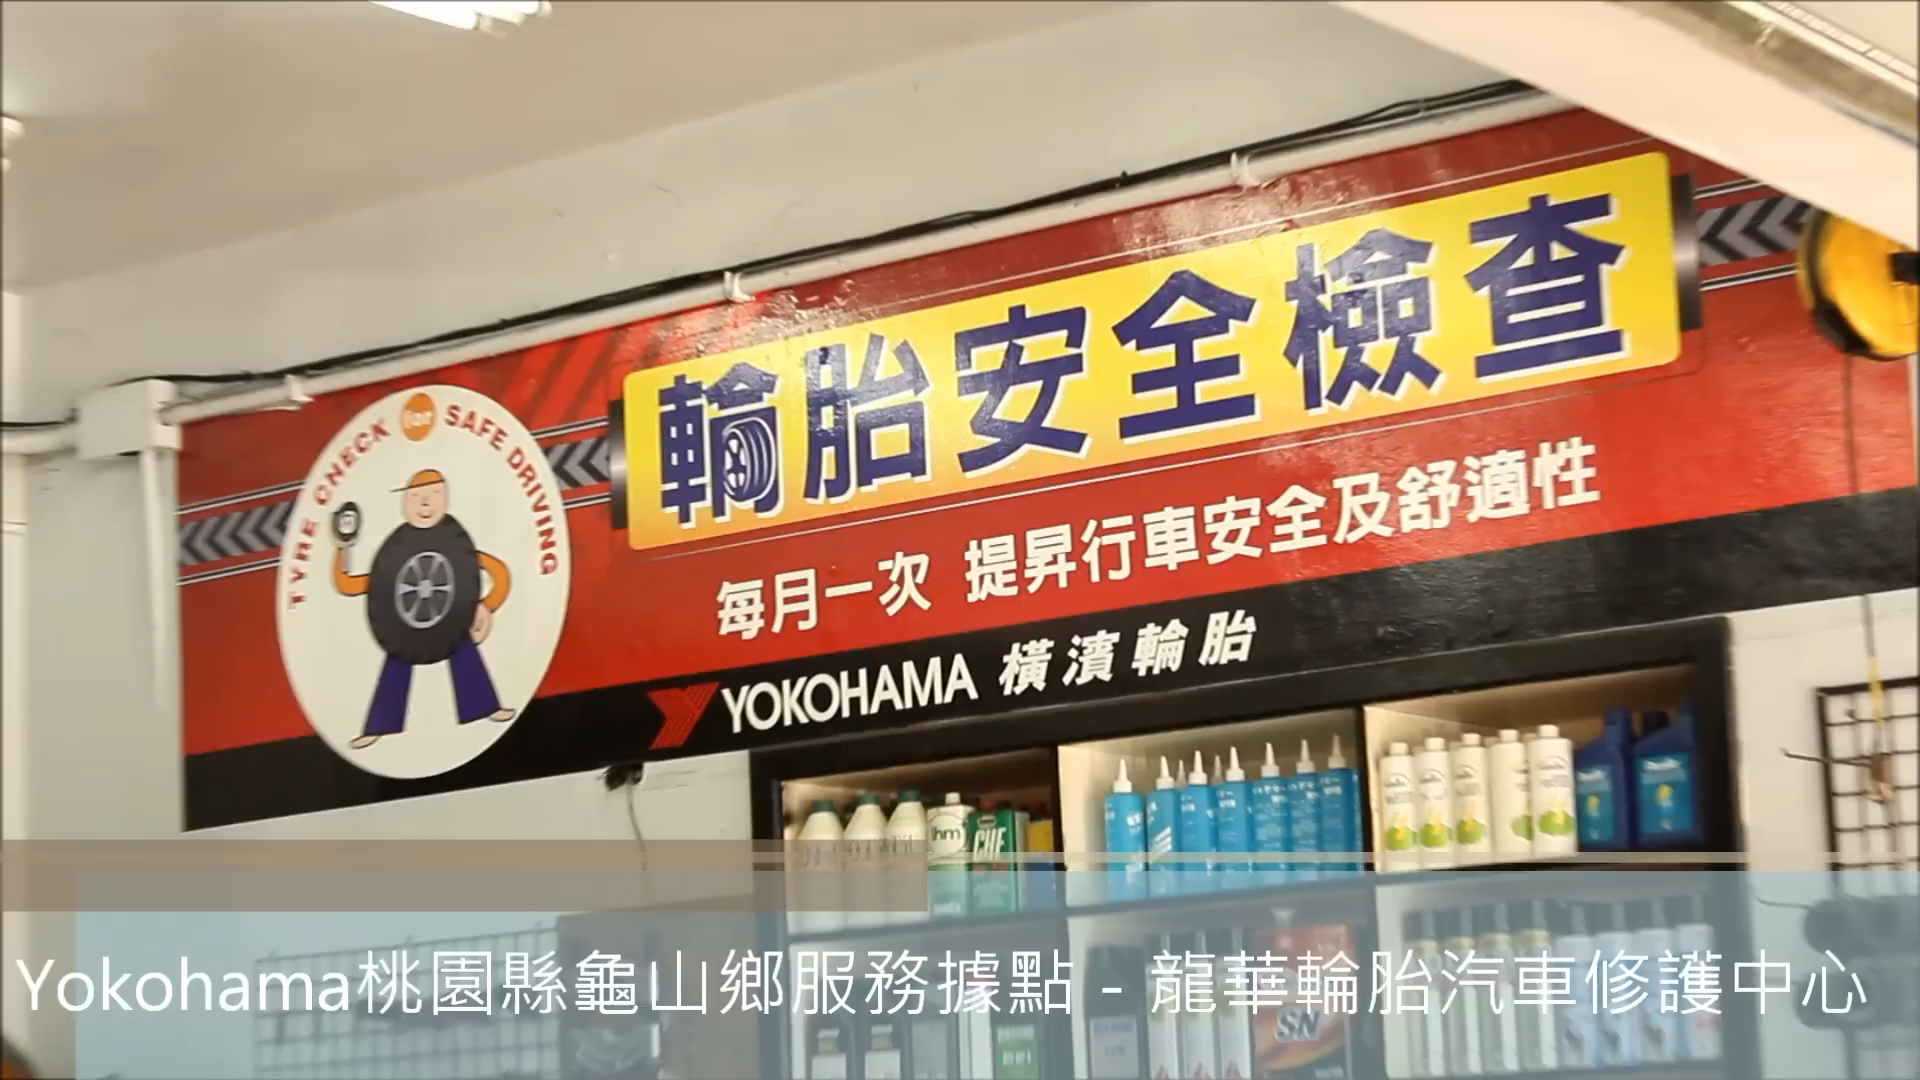 TYRE CHECK SAFE DRIVING
輪胎安全檢查
每月一次 提昇行車安全及舒適性
YOKOHAMA 橫濱輪胎
lhm
CHF
SN
Yokohama桃園縣龜山鄉服務據點 - 龍華輪胎汽車修護中心